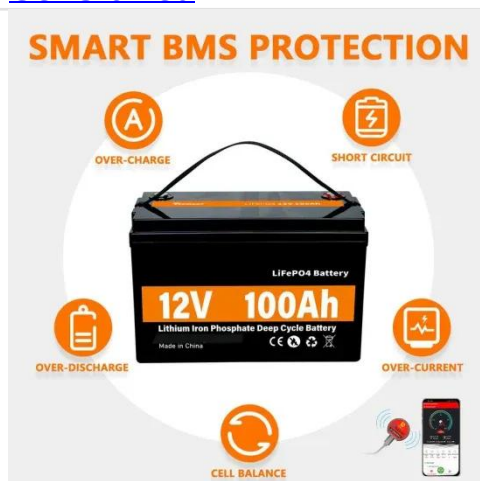 SMART BMS PROTECTION
OVER-CHARGE
SHORT CIRCUIT
LiFePO4 Battery
12V 100Ah
Lithium Iron Phosphate Deep Cycle Battery
Made in China
CE
OVER-DISCHARGE
OVER-CURRENT
CELL BALANCE